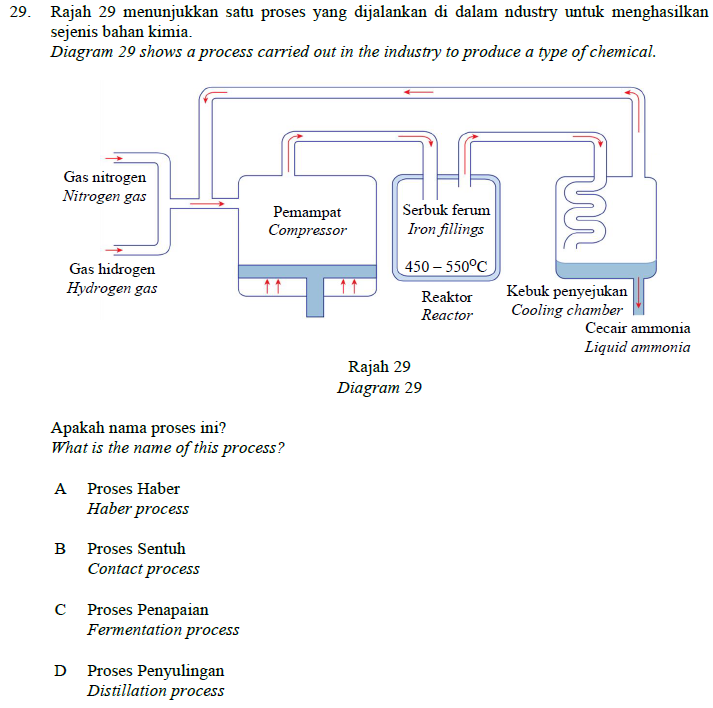 29. Rajah 29 menunjukkan satu proses yang dijalankan di dalam ndustry untuk menghasilkan
sejenis bahan kimia.
Diagram 29 shows a process carried out in the industry to produce a type of chemical.
Gas nitrogen
Nitrogen gas
Pemampat
Compressor
Serbuk ferum
Iron fillings
450 – 550⁰C
Gas hidrogen
Hydrogen gas
Reaktor
Reactor
Kebuk penyejukan
Cooling chamber
Cecair ammonia
Liquid ammonia
Rajah 29
Diagram 29
Apakah nama proses ini?
What is the name of this process?
A Proses Haber
Haber process
B Proses Sentuh
Contact process
C Proses Penapaian
Fermentation process
D Proses Penyulingan
Distillation process